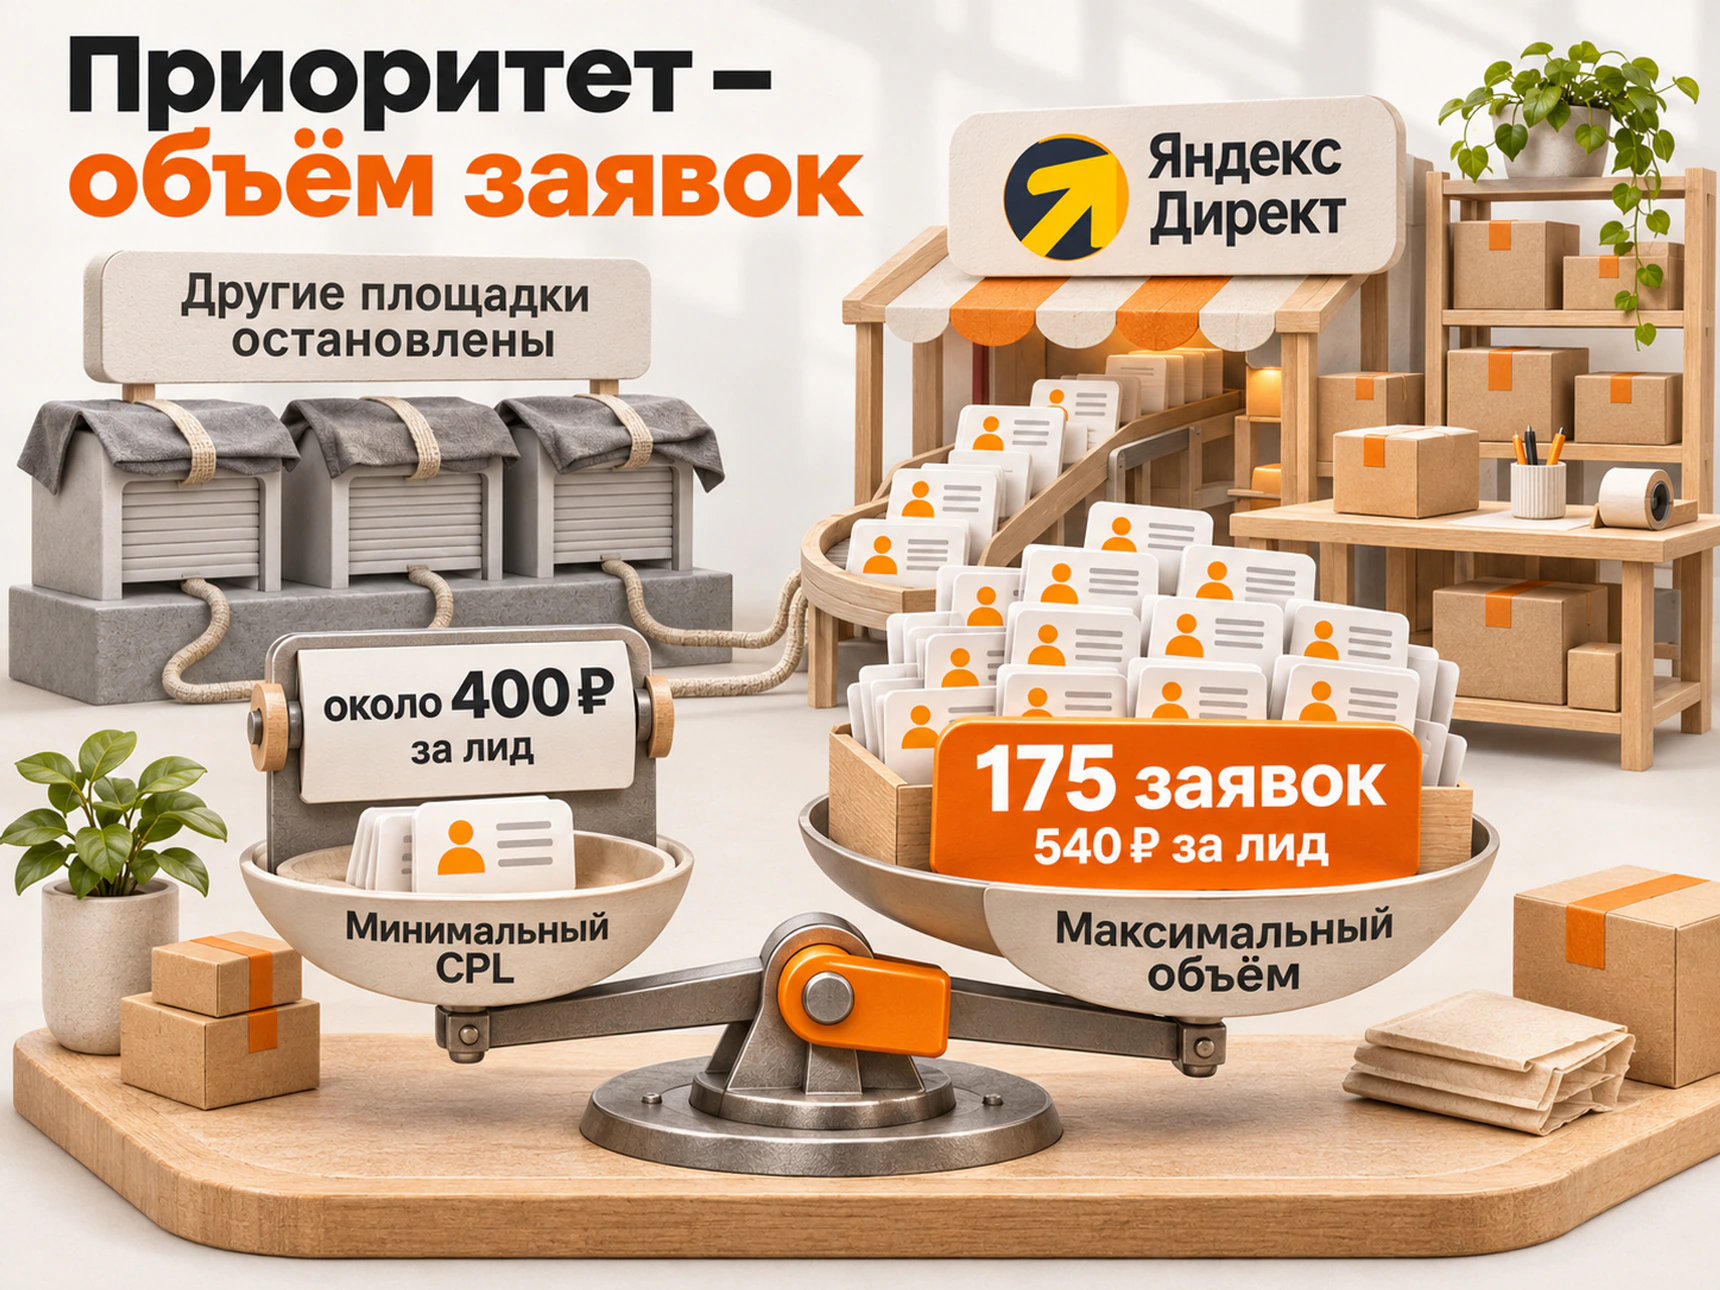 Приоритет –
объём заявок
Яндекс
Директ
Другие площадки
остановлены
около 400 ₽
за лид
175 заявок
540 ₽ за лид
Минимальный
CPL
Максимальный
объём